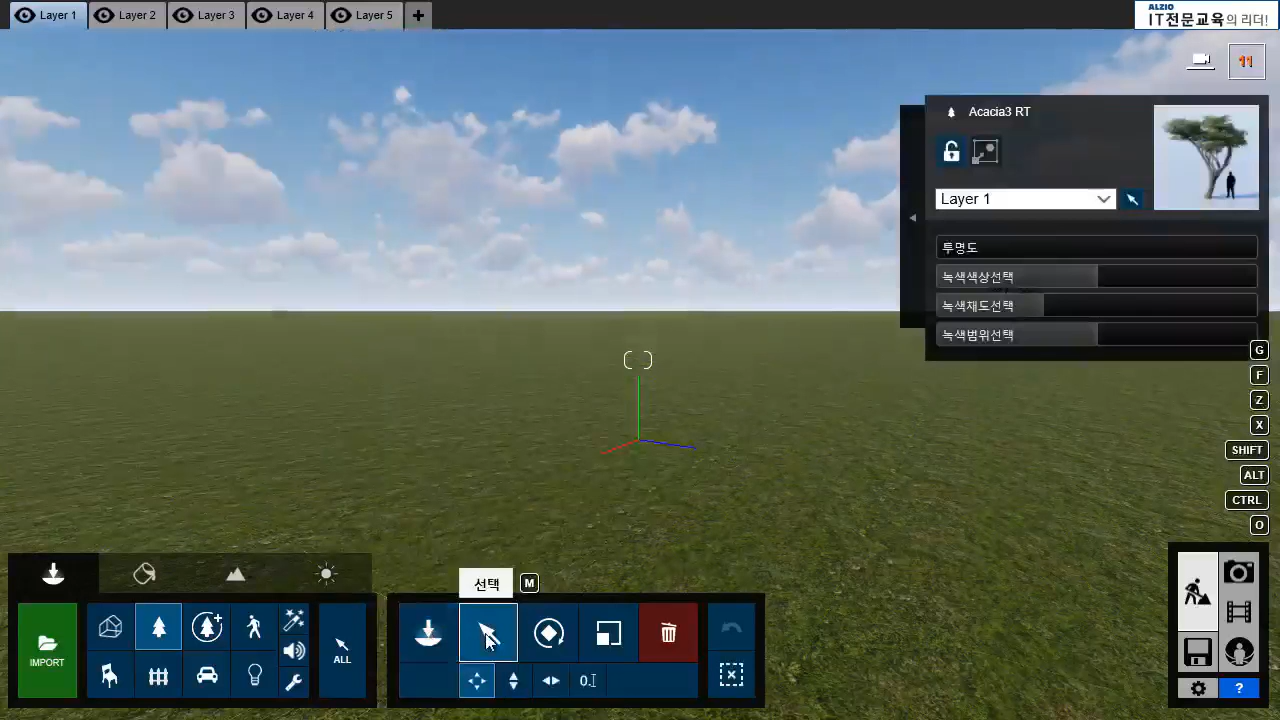 Layer 1
Layer 2
Layer 3
Layer 4
Layer 5
+
ALZIO
IT전문교육의 리더!
11
Acacia3 RT
Layer 1
투명도
녹색색상선택
녹색채도선택
녹색범위선택
G
F
Z
X
SHIFT
ALT
CTRL
O
선택
M
IMPORT
ALL
0.
?